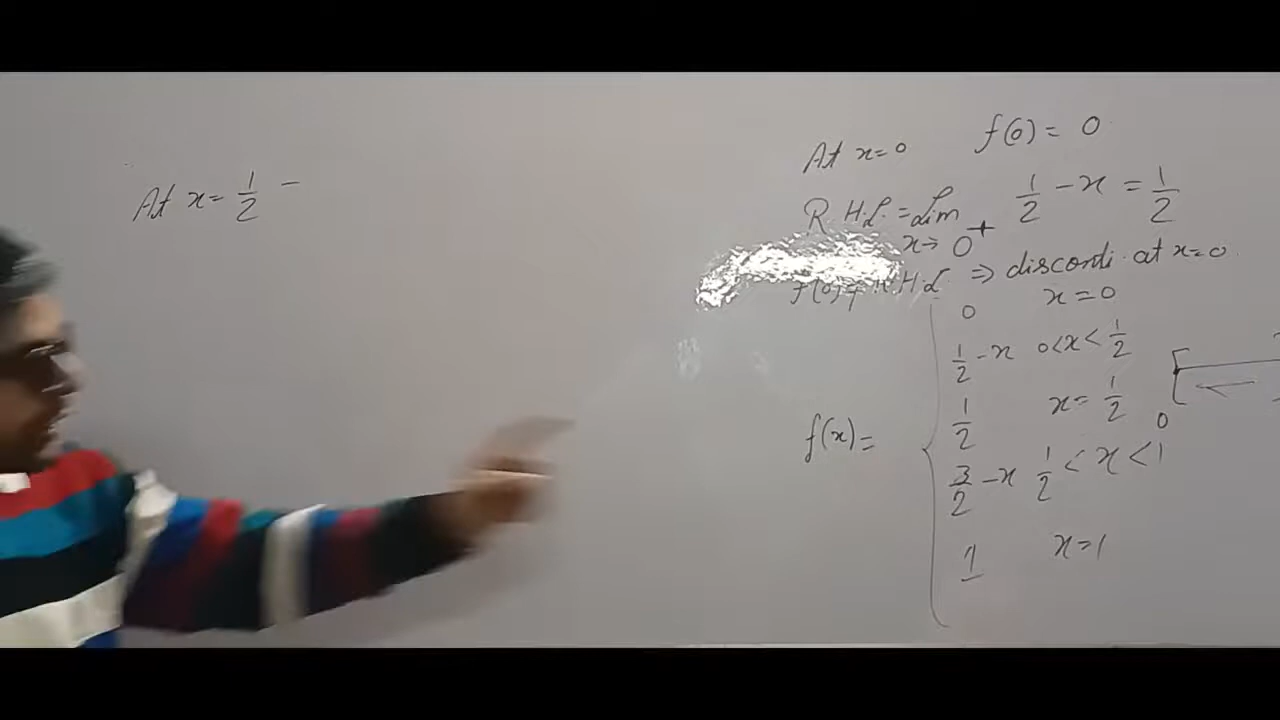 At x = 1/2 –
At x=0 f(0) = 0
R.H.L. = Lim x→0⁺ 1/2 – x = 1/2
f(0) ≠ R.H.L ⇒ disconti. at x=0
0 x=0
1/2 – x 0<x<1/2
1/2 x= 1/2
0
f(x)=
3/2 – x 1/2 < x < 1
1 x=1